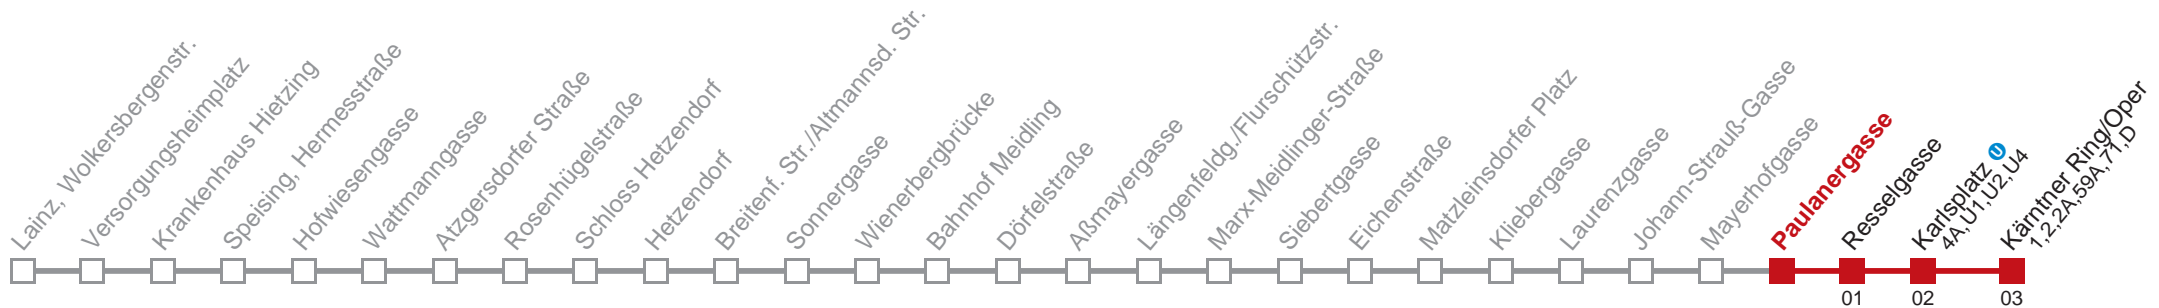 Lainz, Wolkersbergenstr.
Versorgungsheimplatz
Krankenhaus Hietzing
Speising, Hermesstraße
Hofwiesengasse
Wattmanngasse
Atzgersdorfer Straße
Rosenhügelstraße
Schloss Hetzendorf
Hetzendorf
Breitenf. Str./Altmannsd. Str.
Sonnergasse
Wienerbergbrücke
Bahnhof Meidling
Dörfelstraße
Aßmayergasse
Längenfeldg./Flurschützstr.
Marx-Meidlinger-Straße
Siebertgasse
Eichenstraße
Matzleinsdorfer Platz
Kliebergasse
Laurenzgasse
Johann-Strauß-Gasse
Mayerhofgasse
Paulanergasse
Resselgasse
Karlsplatz U
4A,U1,U2,U4
Kärntner Ring/Oper
1,2,2A,59A,71,D
01
02
03